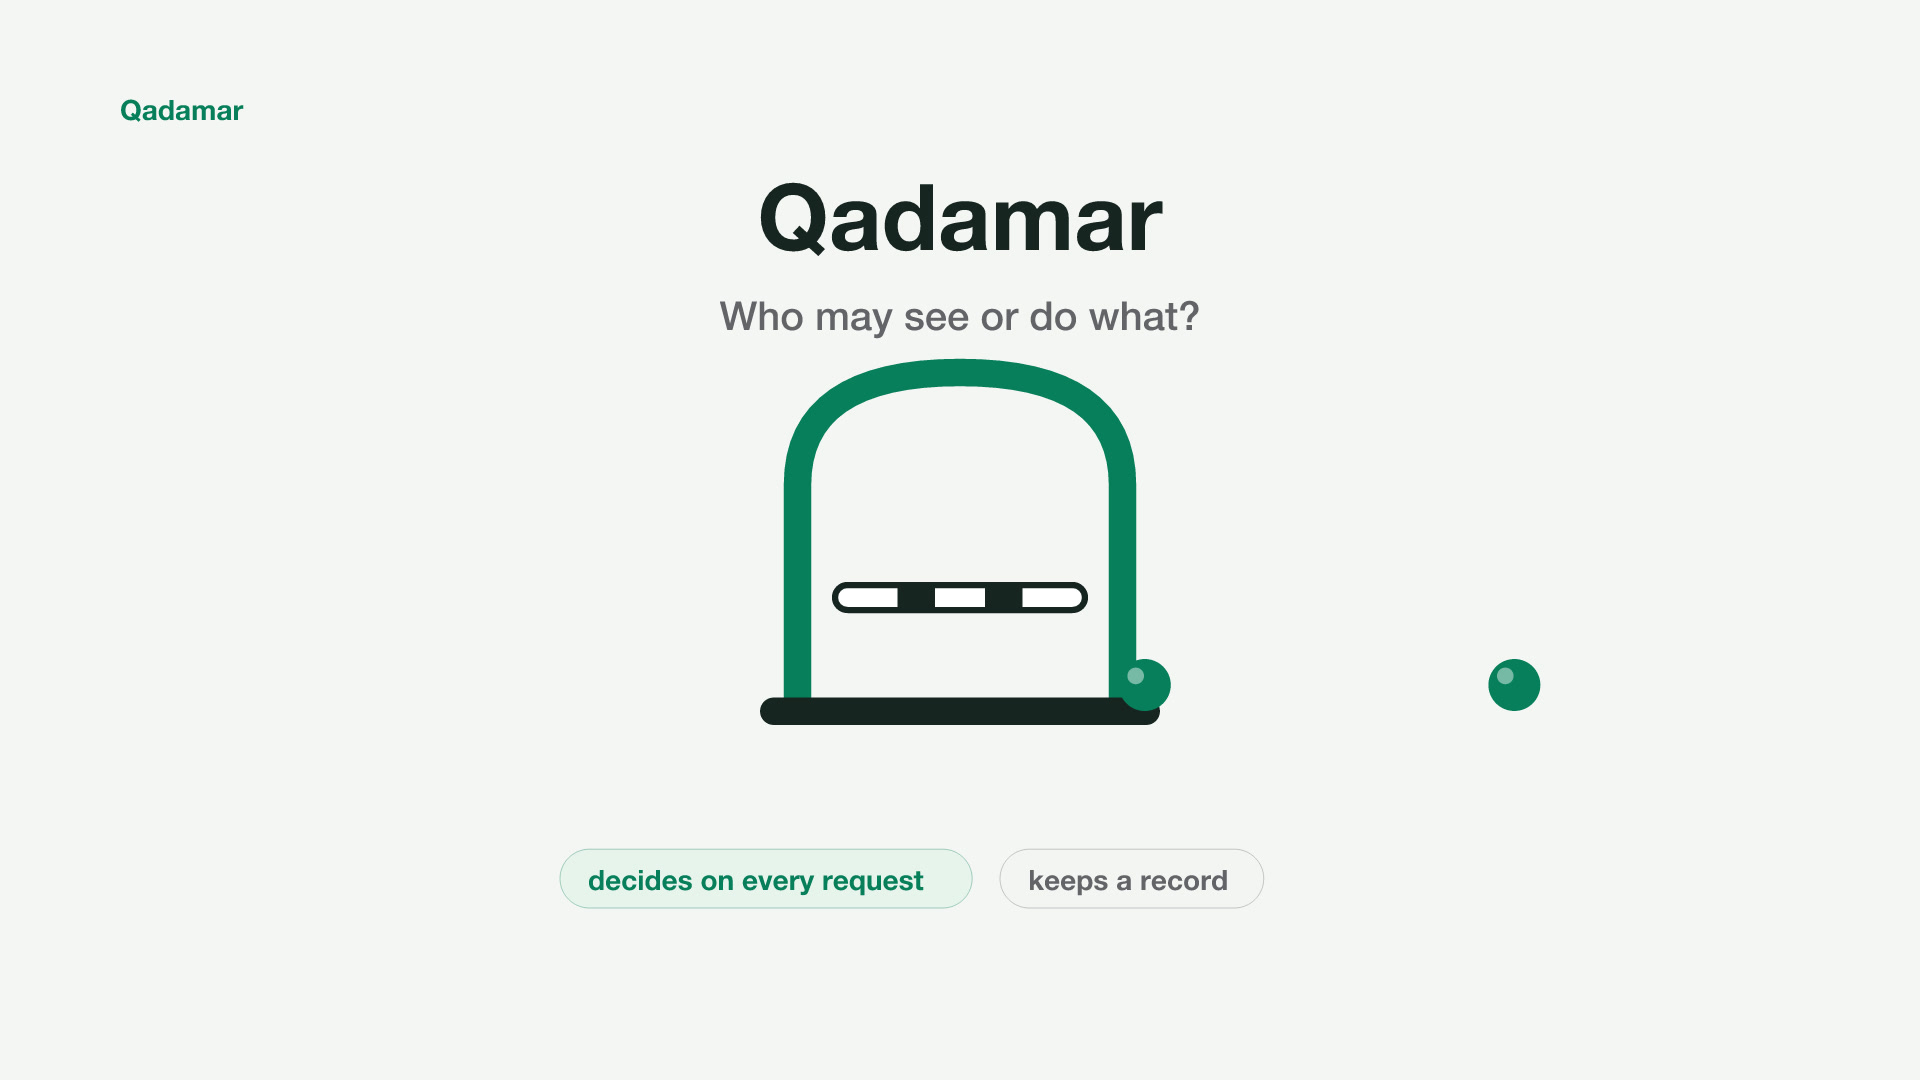 Qadamar
Qadamar
Who may see or do what?
decides on every request
keeps a record